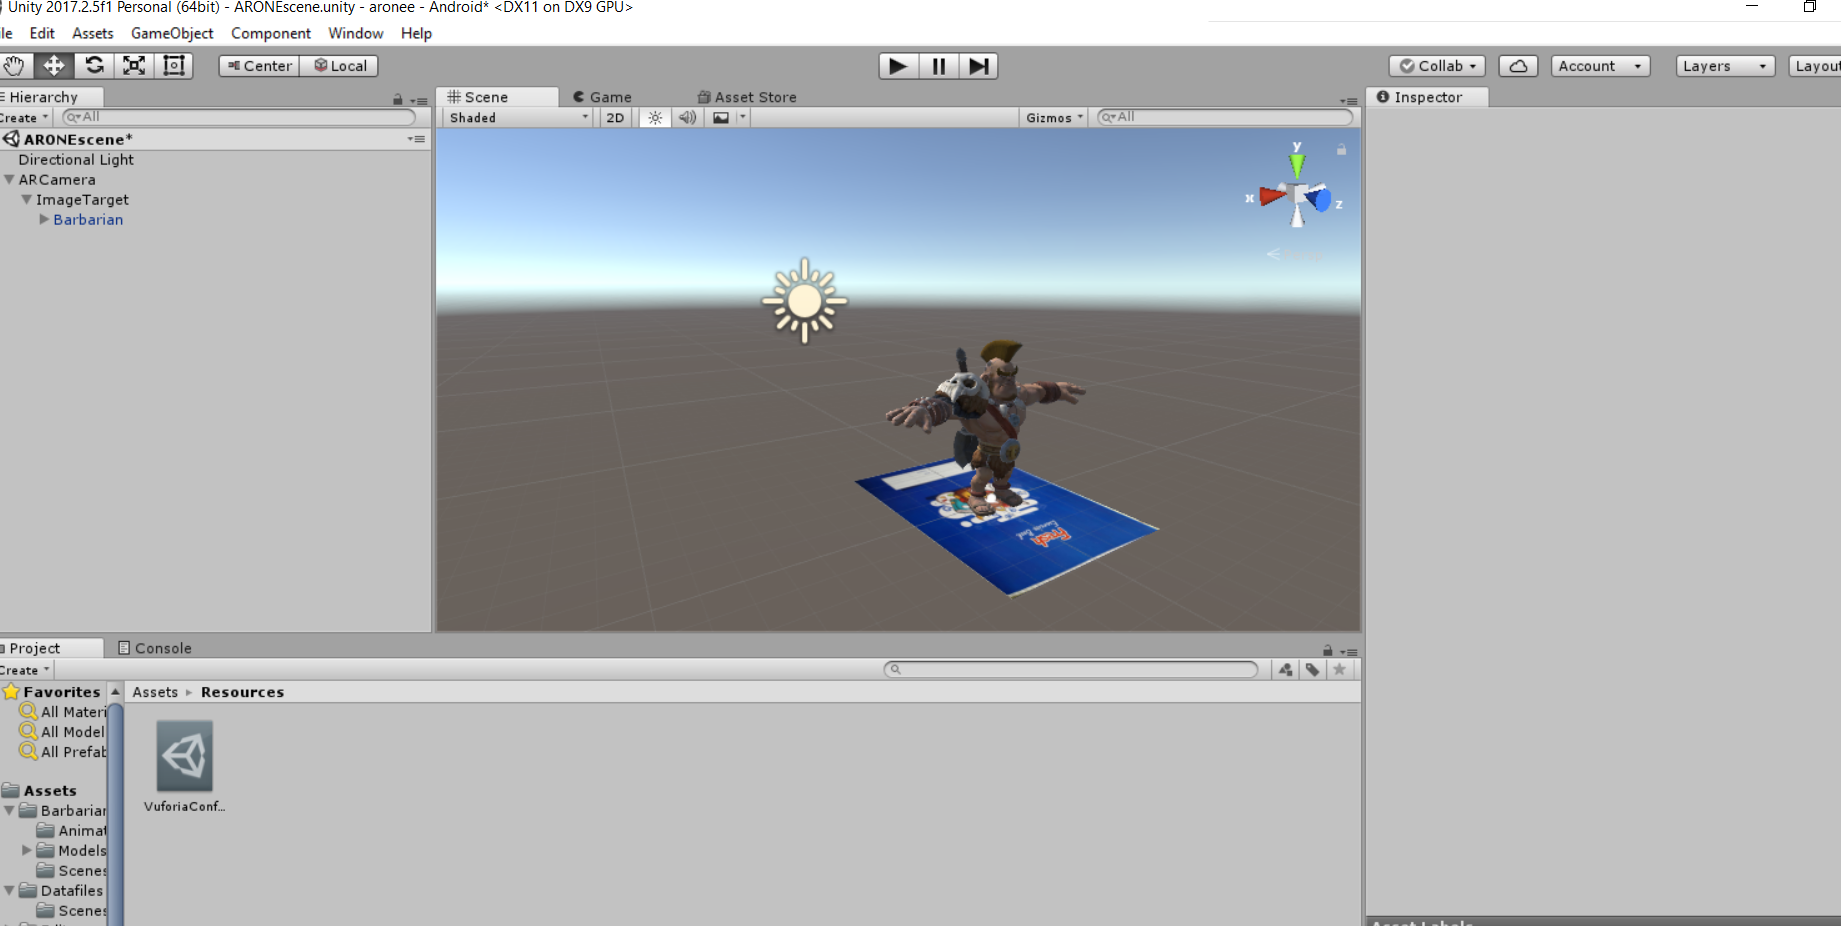 Unity 2017.2.5f1 Personal (64bit) - ARONEscene.unity - aronee - Android* <DX11 on DX9 GPU>
ile Edit Assets GameObject Component Window Help
Center Local Collab Account Layers Layout
Hierarchy Scene Game Asset Store Inspector
Create All Shaded 2D Gizmos All
ARONEscene*
Directional Light
ARCamera
ImageTarget
Barbarian
y
x
z
Fresh
Project Console
Create
Favorites Assets Resources
All Materi
All Model
All Prefab
Assets
Barbarian
Animat
Models
Scenes
Datafiles
Scenes
VuforiaConf...
Asset Labels